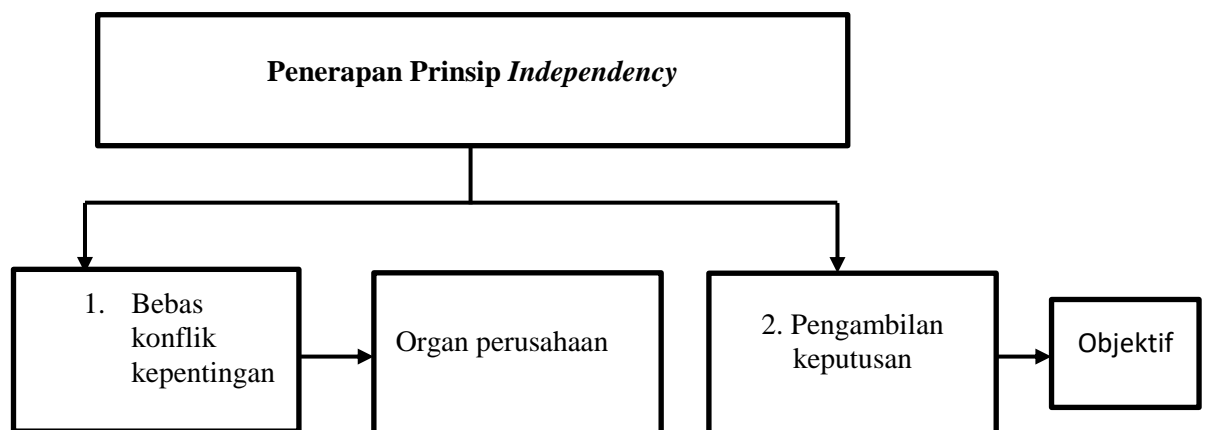 Penerapan Prinsip Independency
1. Bebas
konflik
kepentingan
Organ perusahaan
2. Pengambilan
keputusan
Objektif